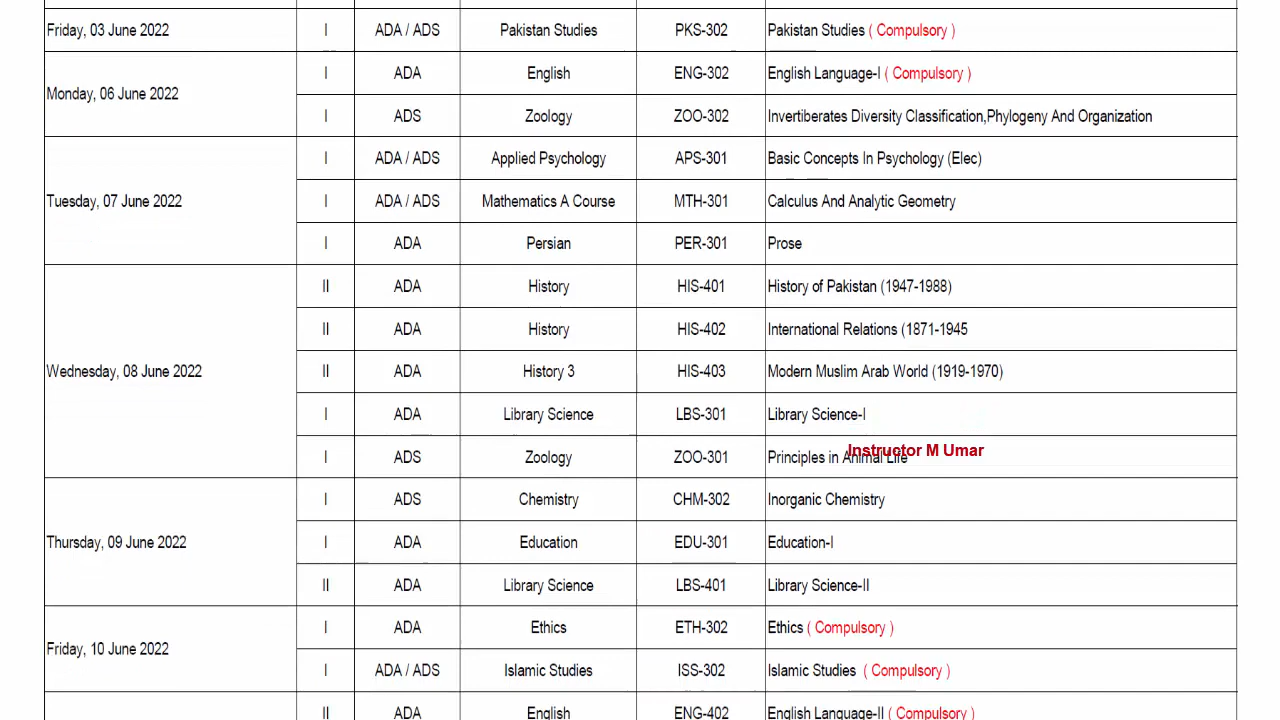 Friday, 03 June 2022 I ADA / ADS Pakistan Studies PKS-302 Pakistan Studies ( Compulsory )
Monday, 06 June 2022
I ADA English ENG-302 English Language-I ( Compulsory )
I ADS Zoology ZOO-302 Invertiberates Diversity Classification,Phylogeny And Organization
Tuesday, 07 June 2022
I ADA / ADS Applied Psychology APS-301 Basic Concepts In Psychology (Elec)
I ADA / ADS Mathematics A Course MTH-301 Calculus And Analytic Geometry
I ADA Persian PER-301 Prose
Wednesday, 08 June 2022
II ADA History HIS-401 History of Pakistan (1947-1988)
II ADA History HIS-402 International Relations (1871-1945
II ADA History 3 HIS-403 Modern Muslim Arab World (1919-1970)
I ADA Library Science LBS-301 Library Science-I
I ADS Zoology ZOO-301 Principles in Animal Life
Instructor M Umar
Thursday, 09 June 2022
I ADS Chemistry CHM-302 Inorganic Chemistry
I ADA Education EDU-301 Education-I
II ADA Library Science LBS-401 Library Science-II
Friday, 10 June 2022
I ADA Ethics ETH-302 Ethics ( Compulsory )
I ADA / ADS Islamic Studies ISS-302 Islamic Studies ( Compulsory )
II ADA English ENG-402 English Language-II ( Compulsory )